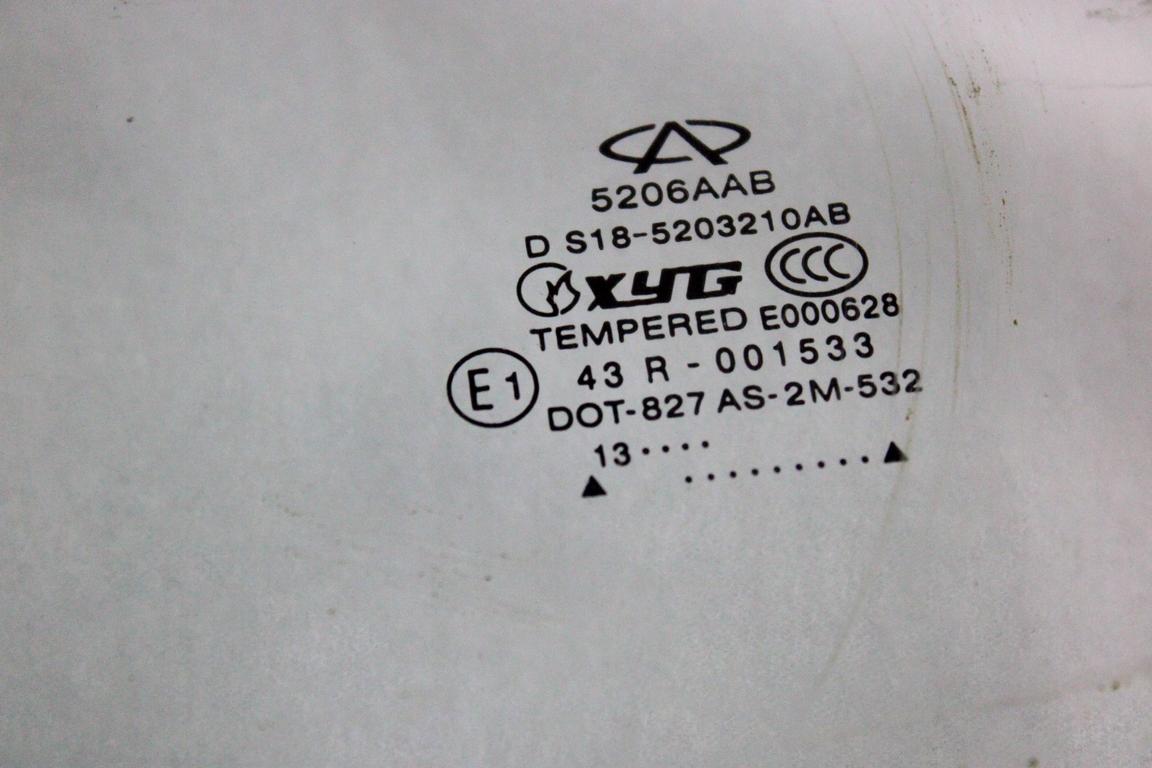 5206AAB
D S18-5203210AB
XYG CCC
TEMPERED E000628
E1 43 R - 001533
DOT-827 AS-2M-532
13 ····
·········